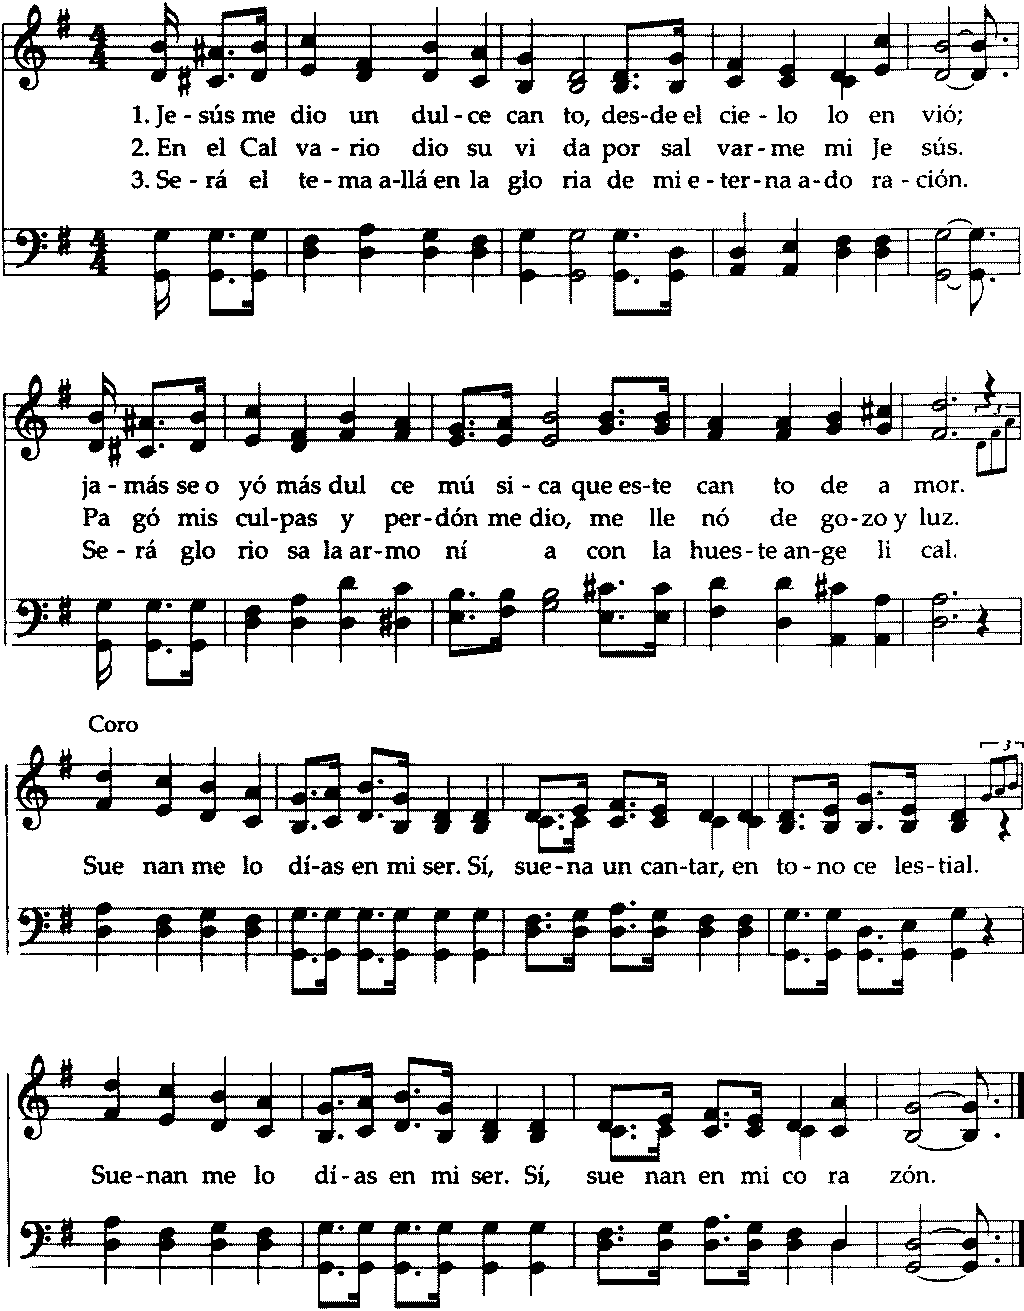 1. Je - sús me dio un dul - ce can to, des - de el cie - lo lo en vió;
2. En el Cal va - rio dio su vi da por sal var - me mi Je sús.
3. Se - rá el te - ma a - llá en la glo ria de mi e - ter - na a - do ra - ción.
ja - más se o yó más dul ce mú si - ca que es - te can to de a mor.
Pa gó mis cul - pas y per - dón me dio, me lle nó de go - zo y luz.
Se - rá glo rio sa la ar - mo ní a con la hues - te an - ge li cal.
Coro
3
Sue nan me lo dí - as en mi ser. Sí, sue - na un can - tar, en to - no ce les - tial.
Sue - nan me lo dí - as en mi ser. Sí, sue nan en mi co ra zón.